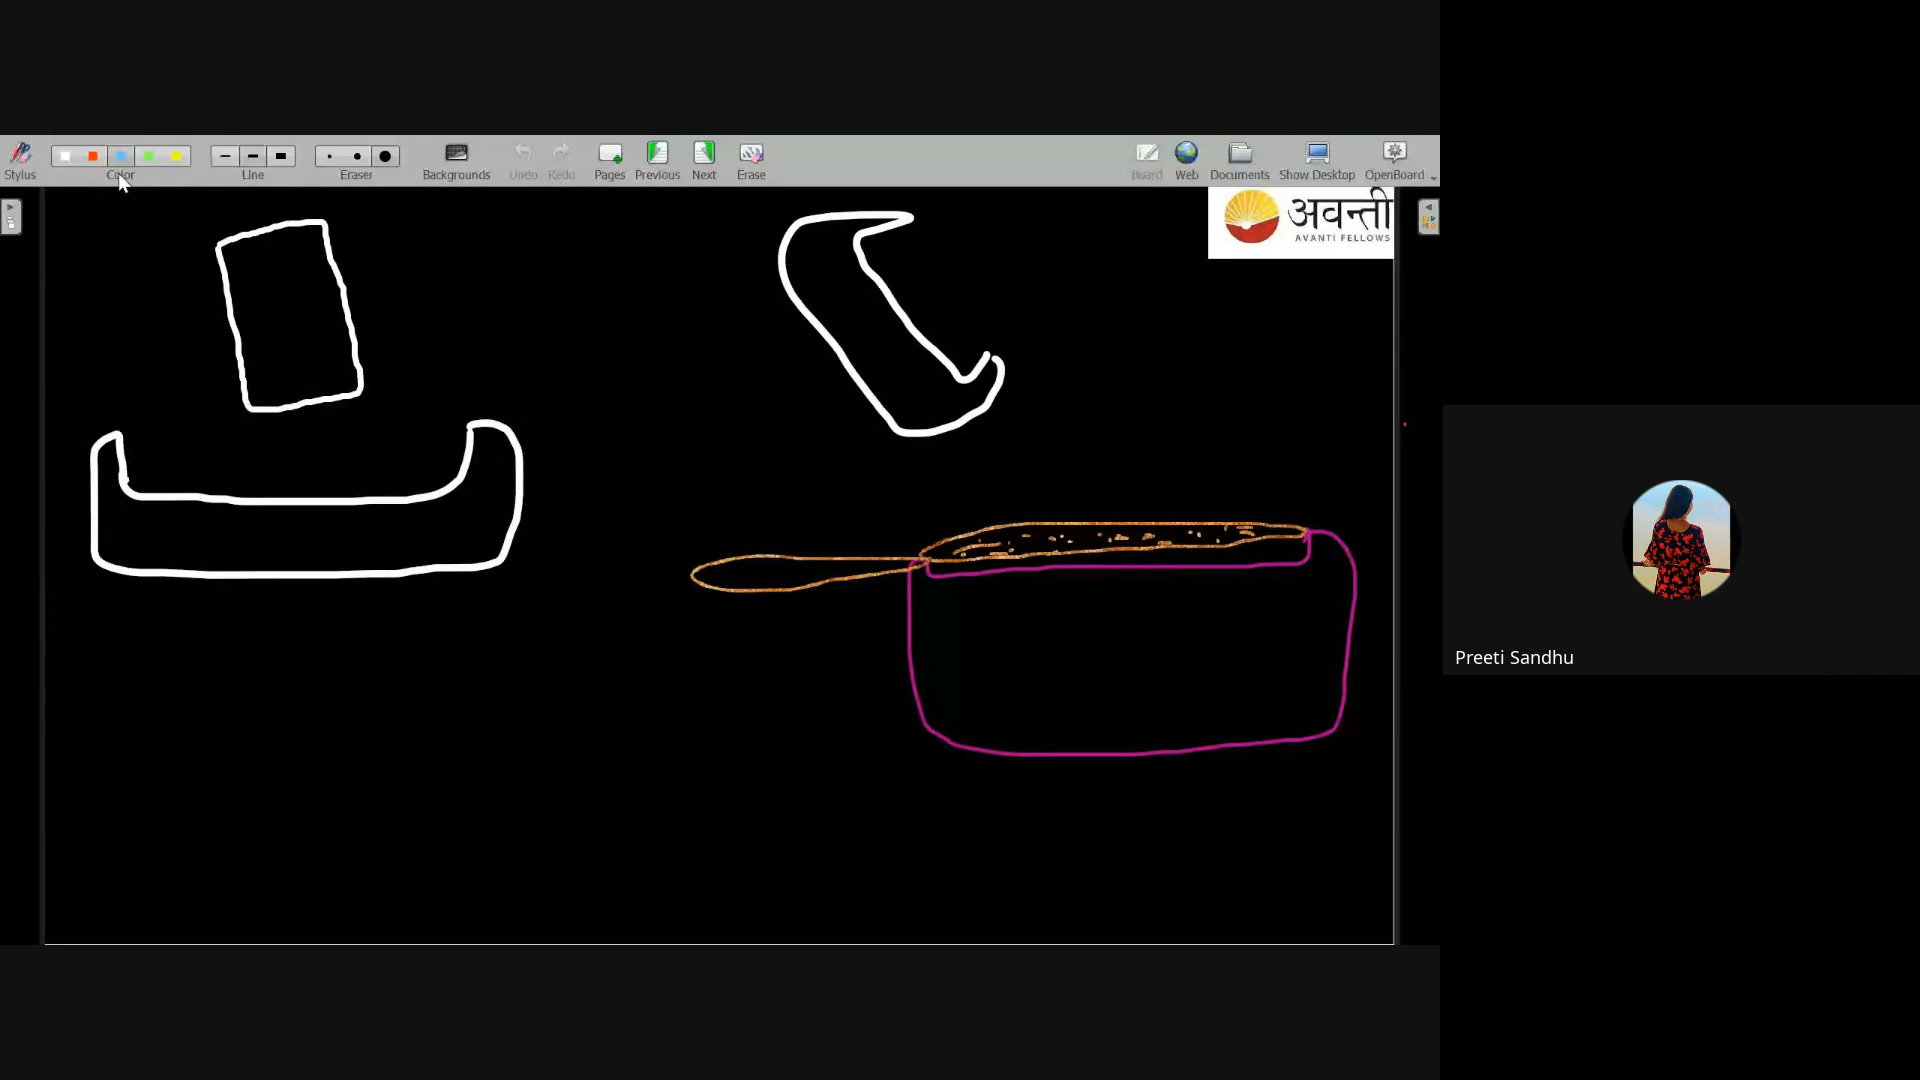 Stylus
Color
Line
Eraser
Backgrounds
Undo
Redo
Pages
Previous
Next
Erase
Board
Web
Documents
Show Desktop
OpenBoard
अवन्ती
AVANTI FELLOWS
Preeti Sandhu